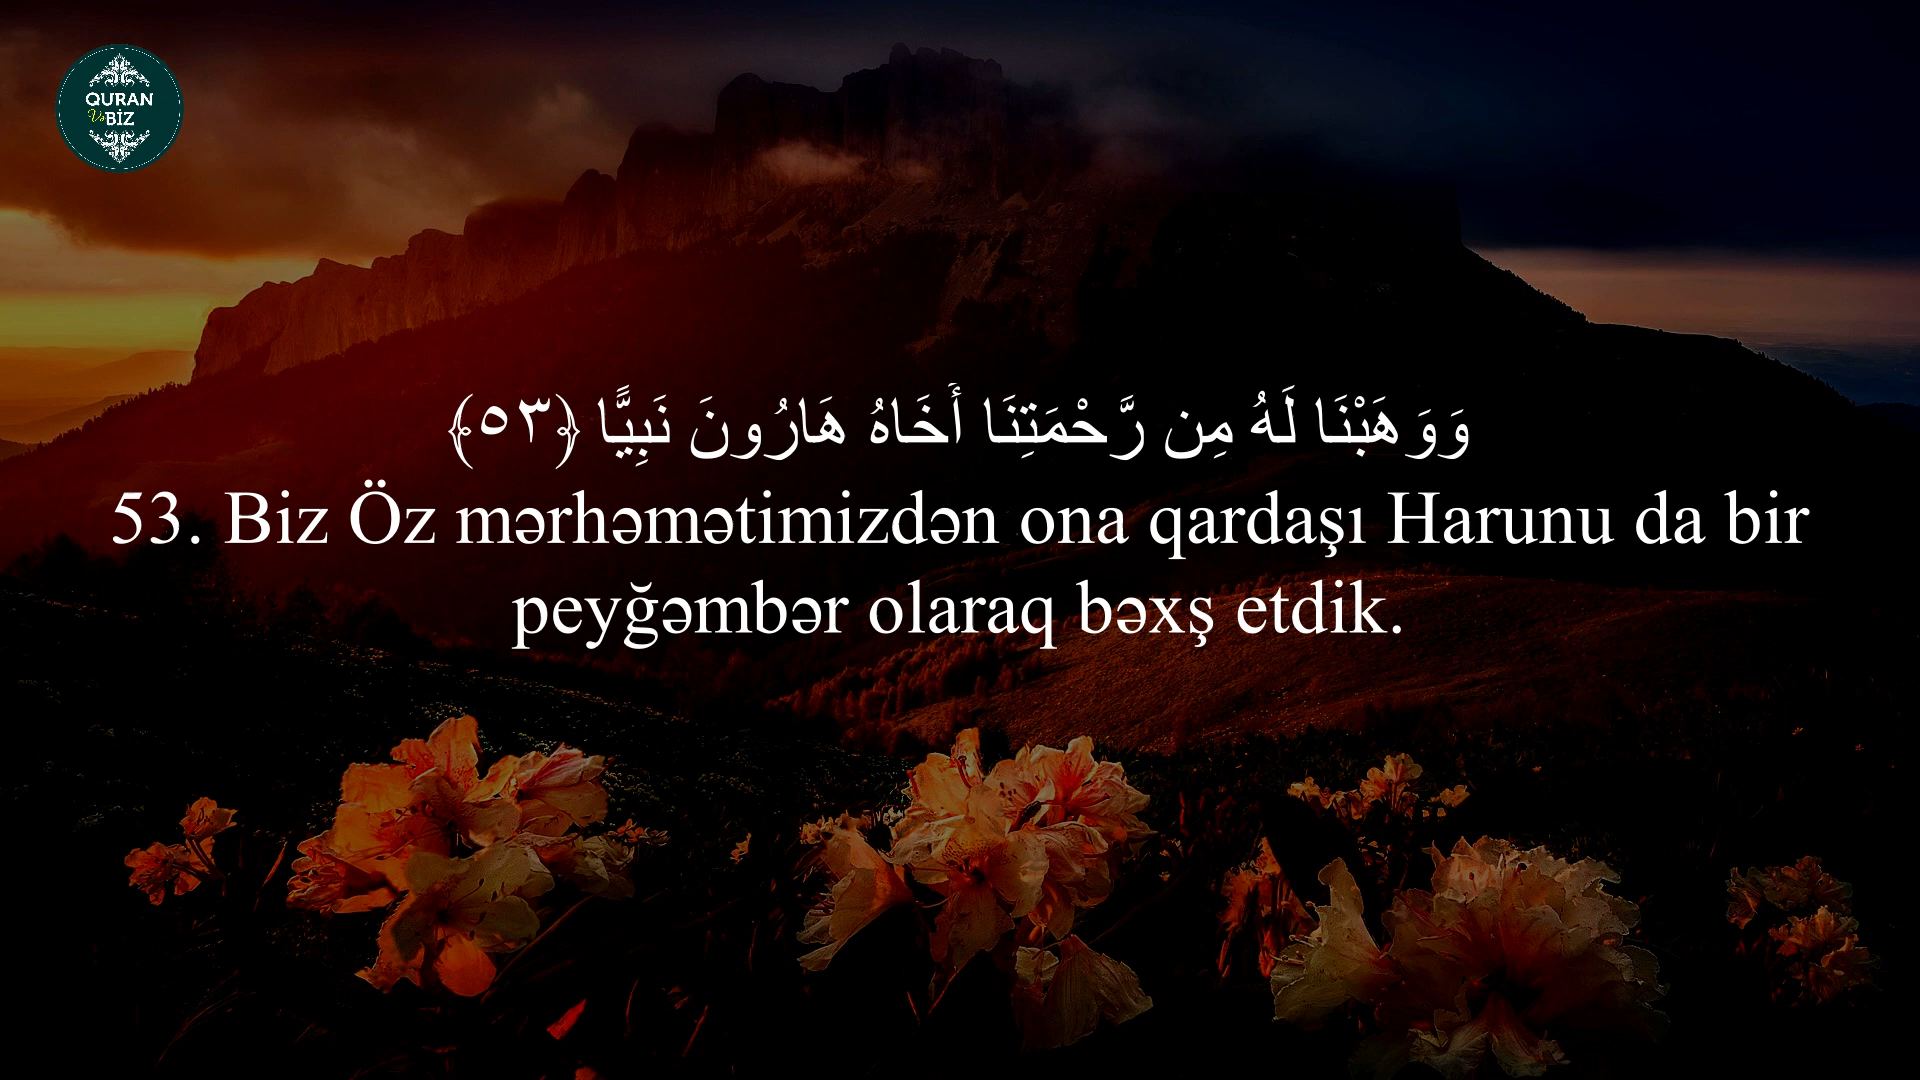 QURAN
Və BİZ
وَوَهَبْنَا لَهُ مِن رَّحْمَتِنَا أَخَاهُ هَارُونَ نَبِيًّا ﴿٥٣﴾
53. Biz Öz mərhəmətimizdən ona qardaşı Harunu da bir
peyğəmbər olaraq bəxş etdik.